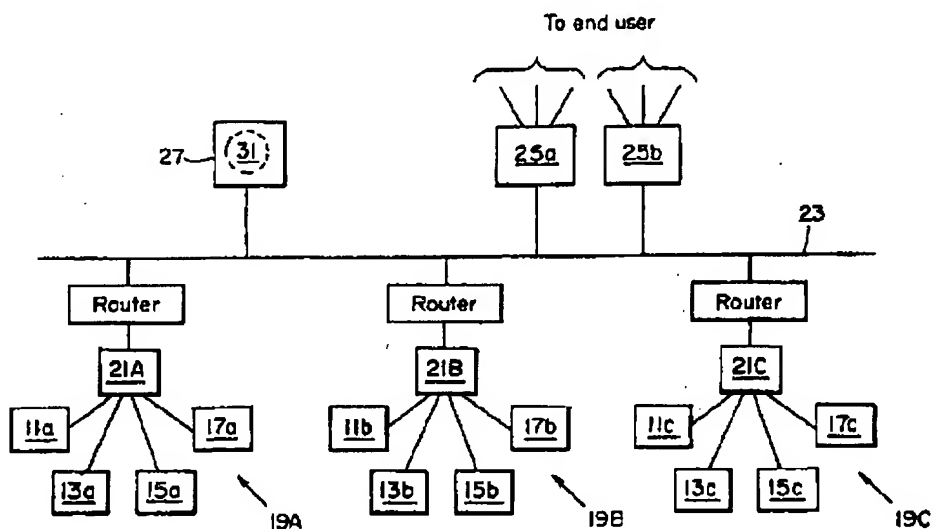 To end user
27
31
25a
25b
23
Router
Router
Router
21A
21B
21C
11a
17a
11b
17b
11c
17c
13a
15a
13b
15b
13c
15c
19A
19B
19C